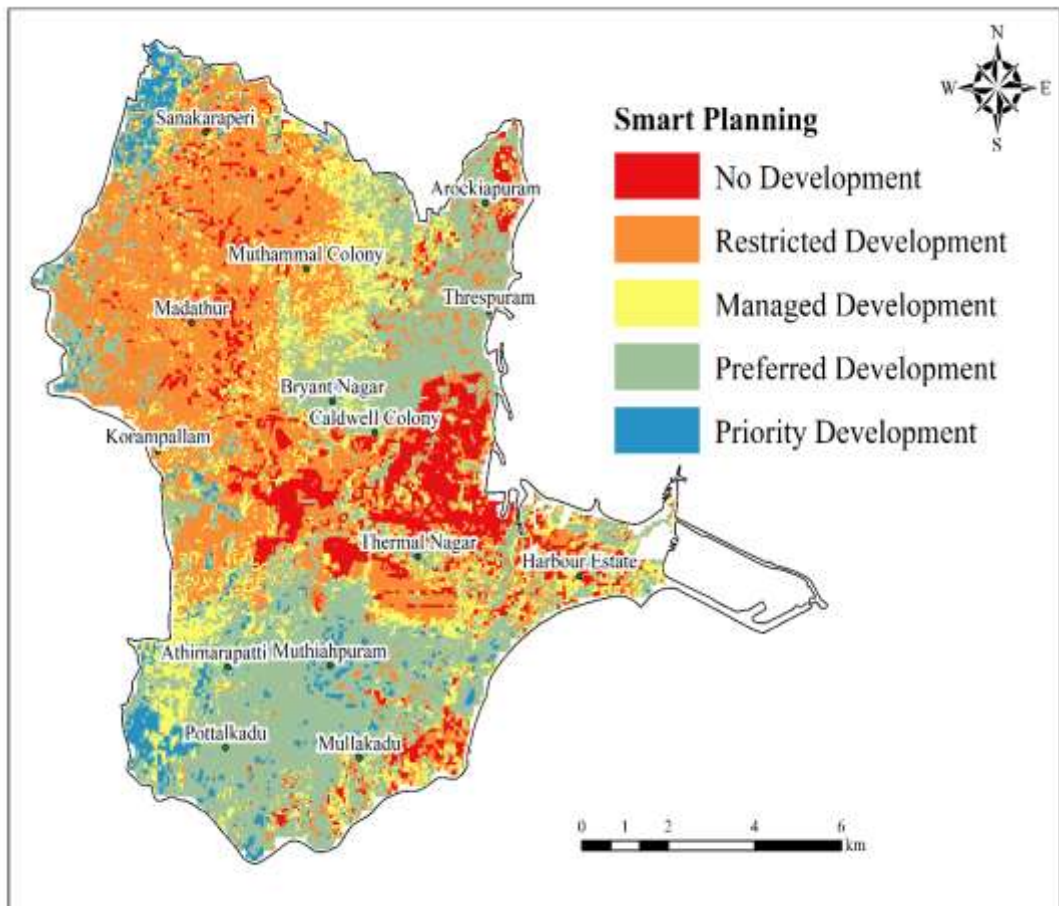 N
W
E
S
Smart Planning
No Development
Restricted Development
Managed Development
Preferred Development
Priority Development
Sanakaraperi
Arockiapuram
Muthammal Colony
Threspuram
Madathur
Bryant Nagar
Caldwell Colony
Korampallam
Thermal Nagar
Harbour Estate
Athimarapatti
Muthiahpuram
Pottalkadu
Mullakadu
0 1 2 4 6
km